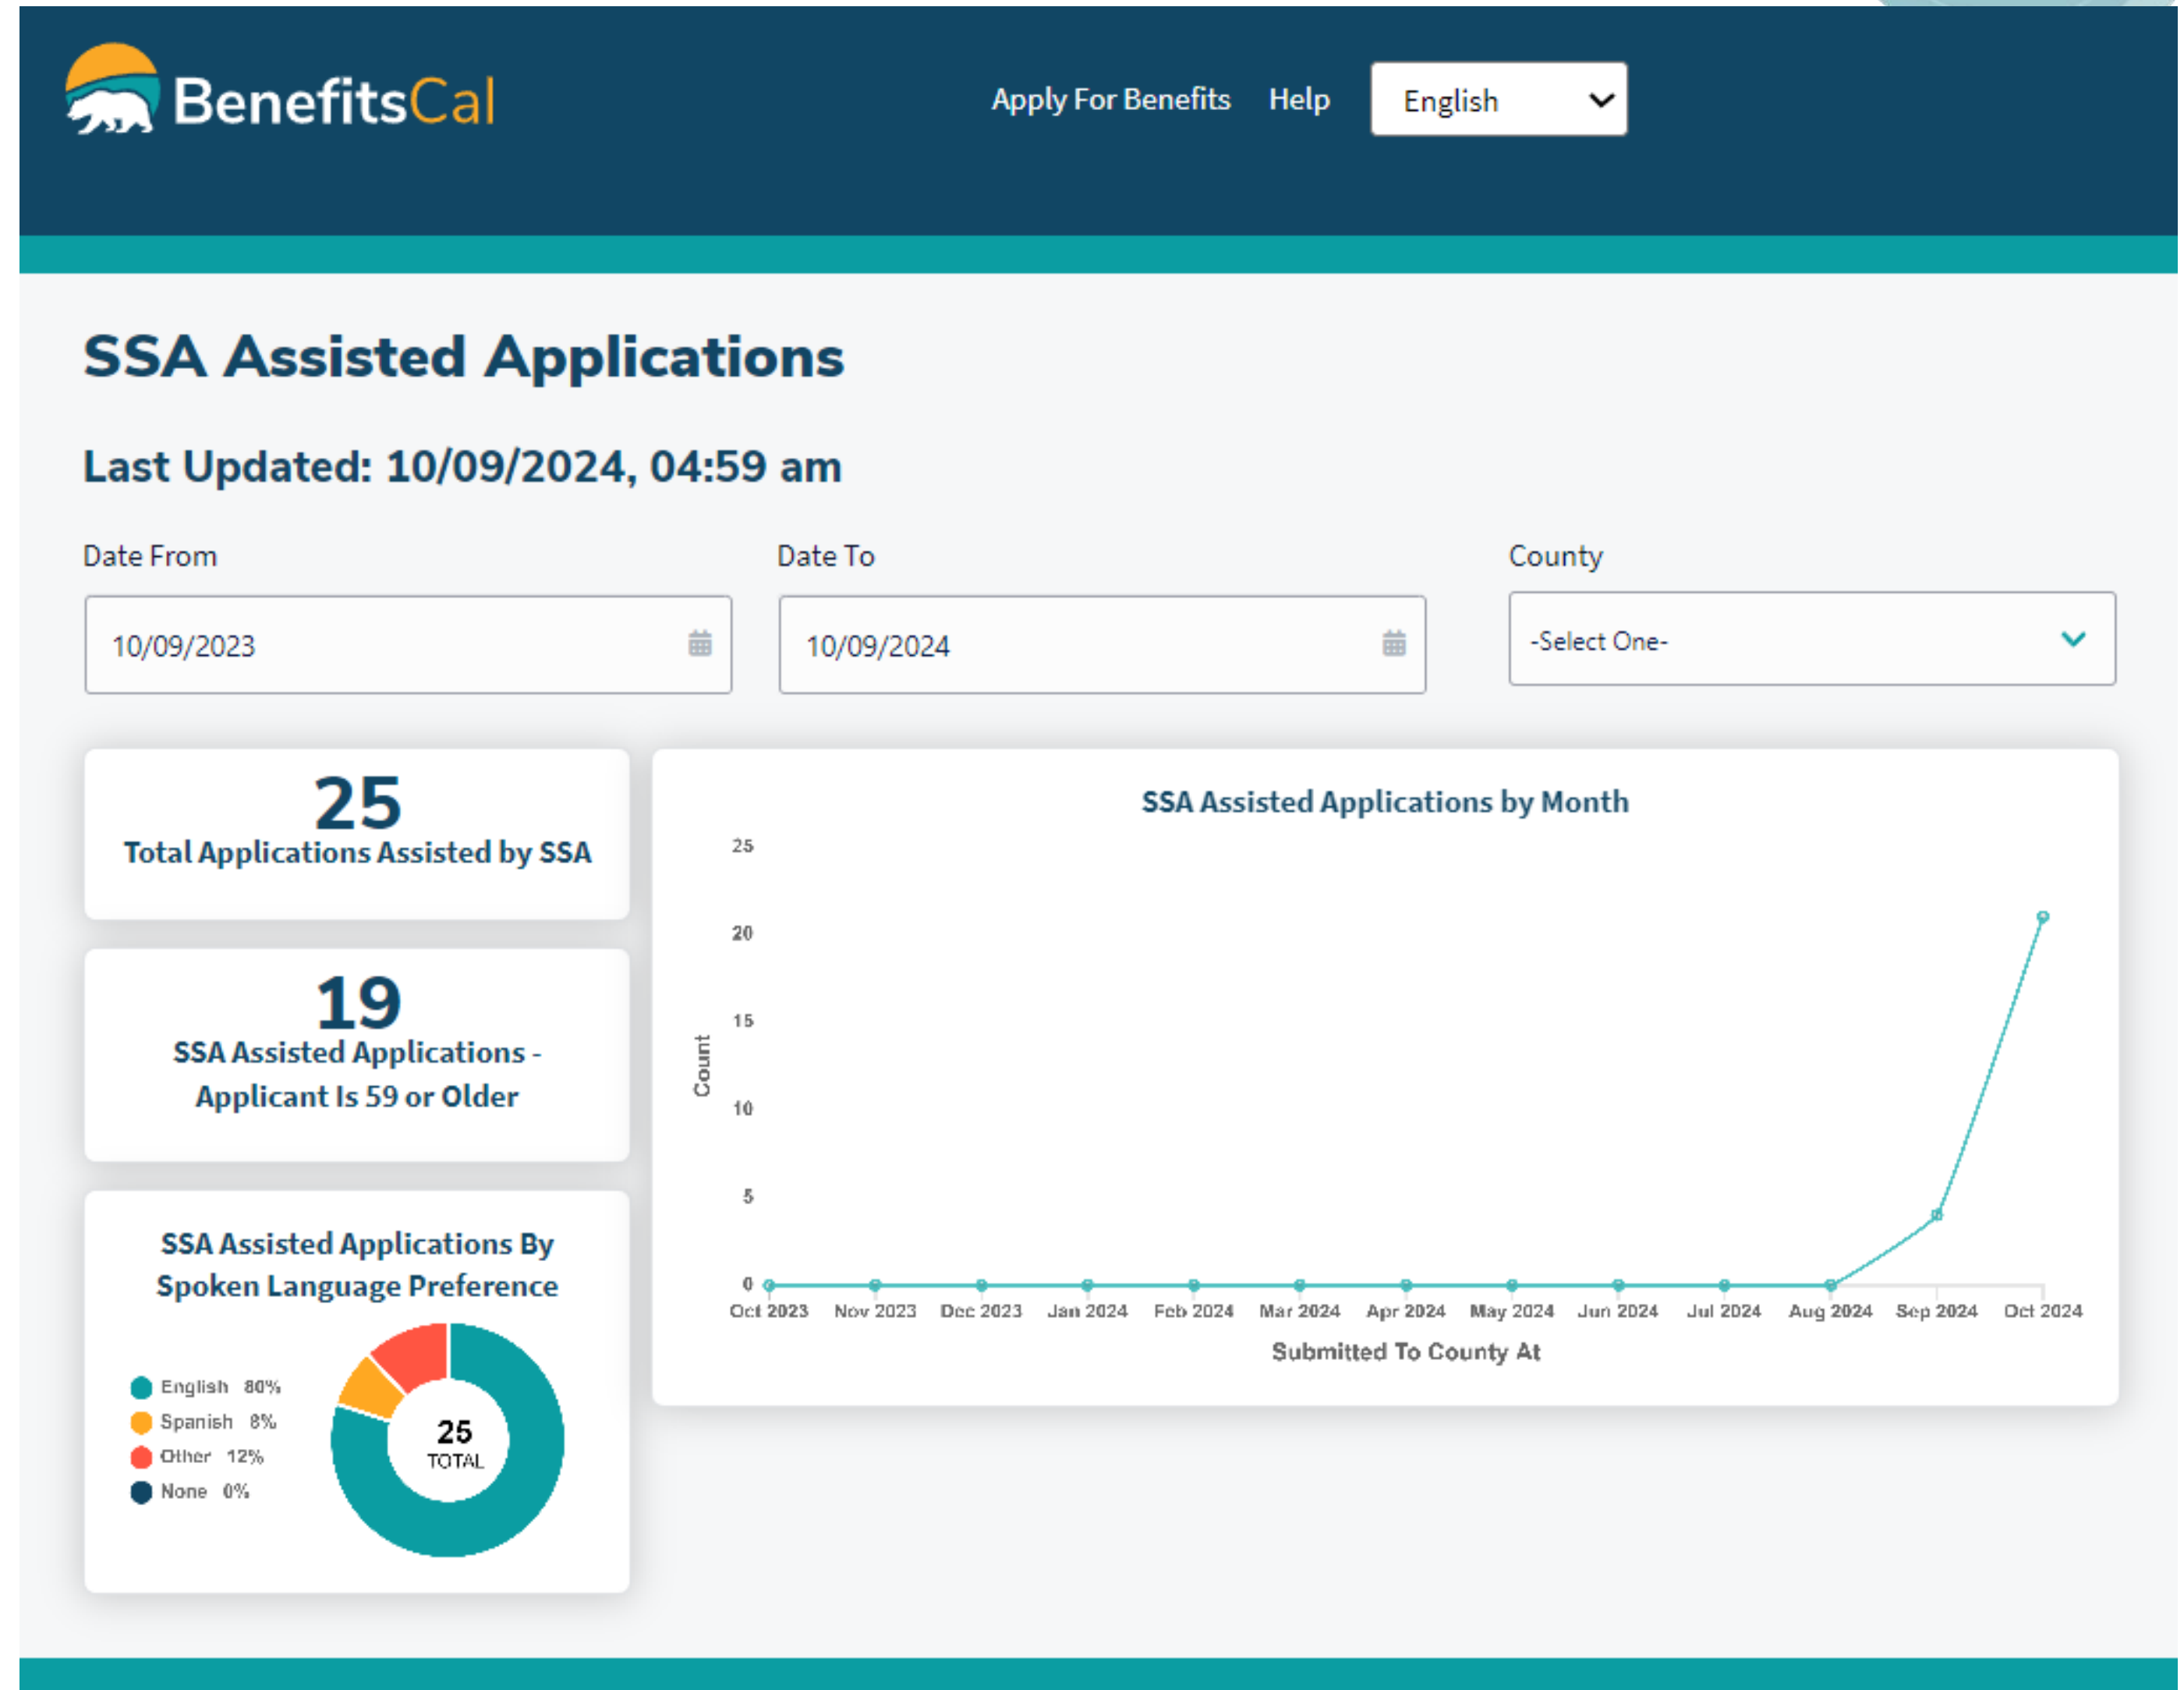 BenefitsCal
Apply For Benefits Help English
SSA Assisted Applications
Last Updated: 10/09/2024, 04:59 am
Date From
10/09/2023
Date To
10/09/2024
County
-Select One-
25
Total Applications Assisted by SSA
19
SSA Assisted Applications -
Applicant Is 59 or Older
SSA Assisted Applications By
Spoken Language Preference
English 80%
Spanish 8%
Other 12%
None 0%
25
TOTAL
SSA Assisted Applications by Month
Count
25
20
15
10
5
0
Oct 2023 Nov 2023 Dec 2023 Jan 2024 Feb 2024 Mar 2024 Apr 2024 May 2024 Jun 2024 Jul 2024 Aug 2024 Sep 2024 Oct 2024
Submitted To County At